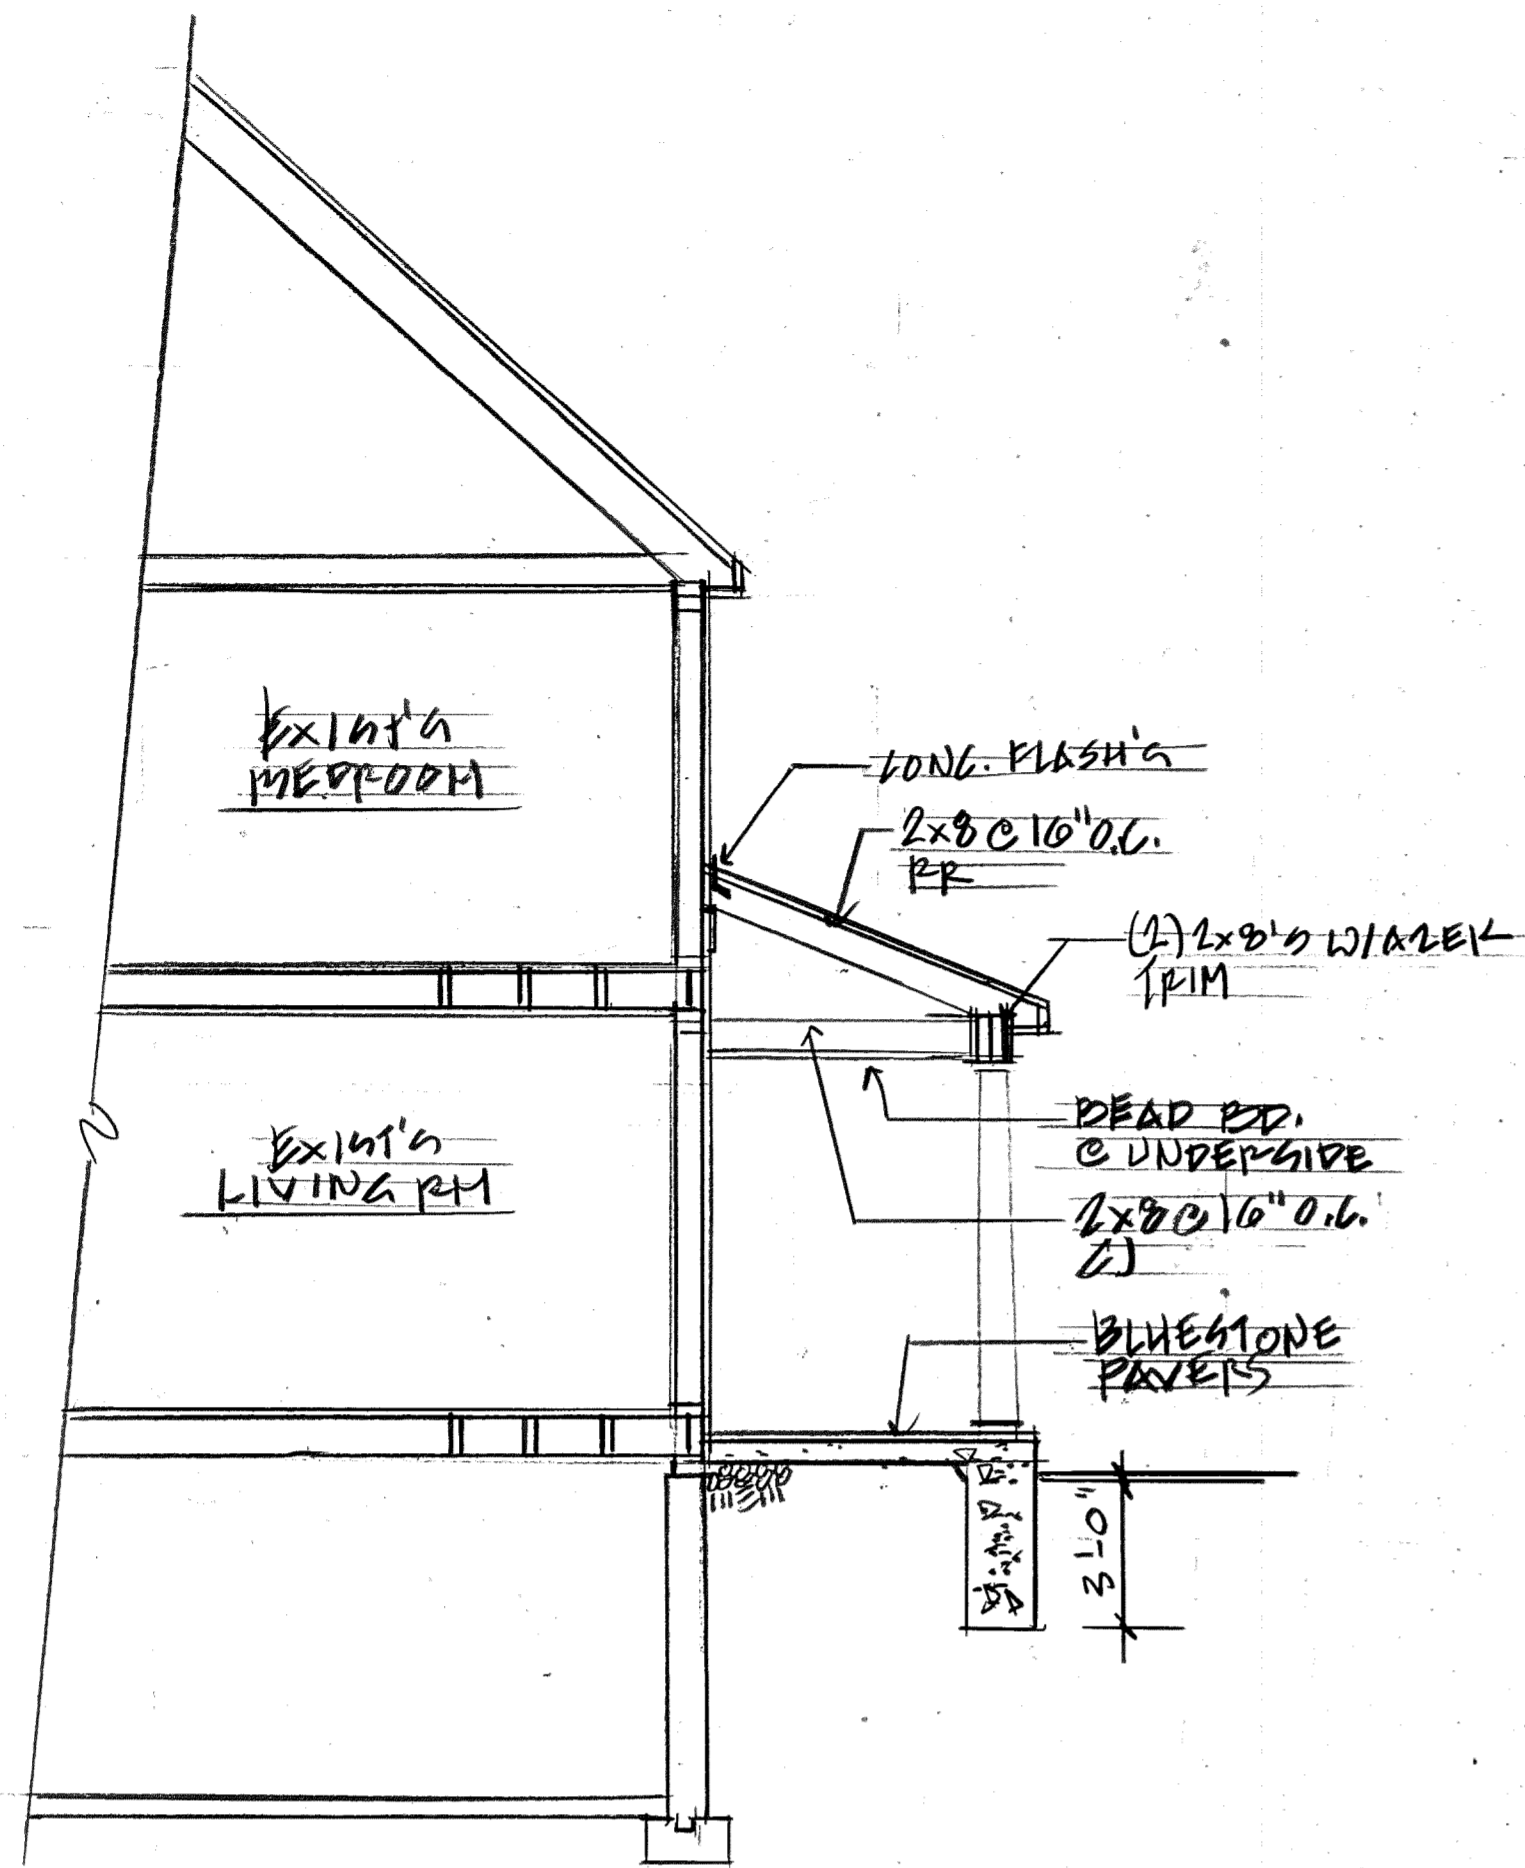 EXIST'G
BEDROOM
CONC. FLASH'G
2x8 @ 16" O.C.
RR
(2) 2x8'S W/AZEK
TRIM
BEAD BD.
@ UNDERSIDE
EXIST'G
LIVING RM
2x8 @ 16" O.C.
CJ
BLUESTONE
PAVERS
3'-0"